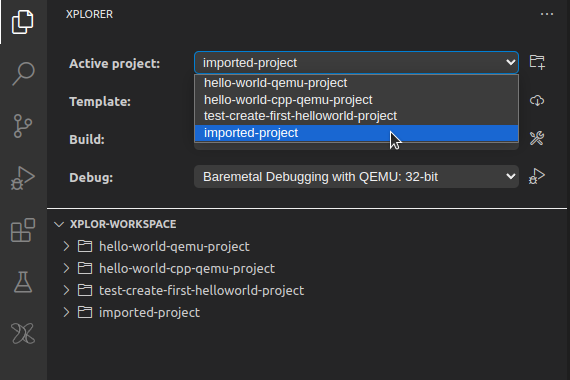 XPLORER
Active project: imported-project
hello-world-qemu-project
hello-world-cpp-qemu-project
Template:
test-create-first-helloworld-project
imported-project
Build:
Debug: Baremetal Debugging with QEMU: 32-bit
XPLOR-WORKSPACE
hello-world-qemu-project
hello-world-cpp-qemu-project
test-create-first-helloworld-project
imported-project